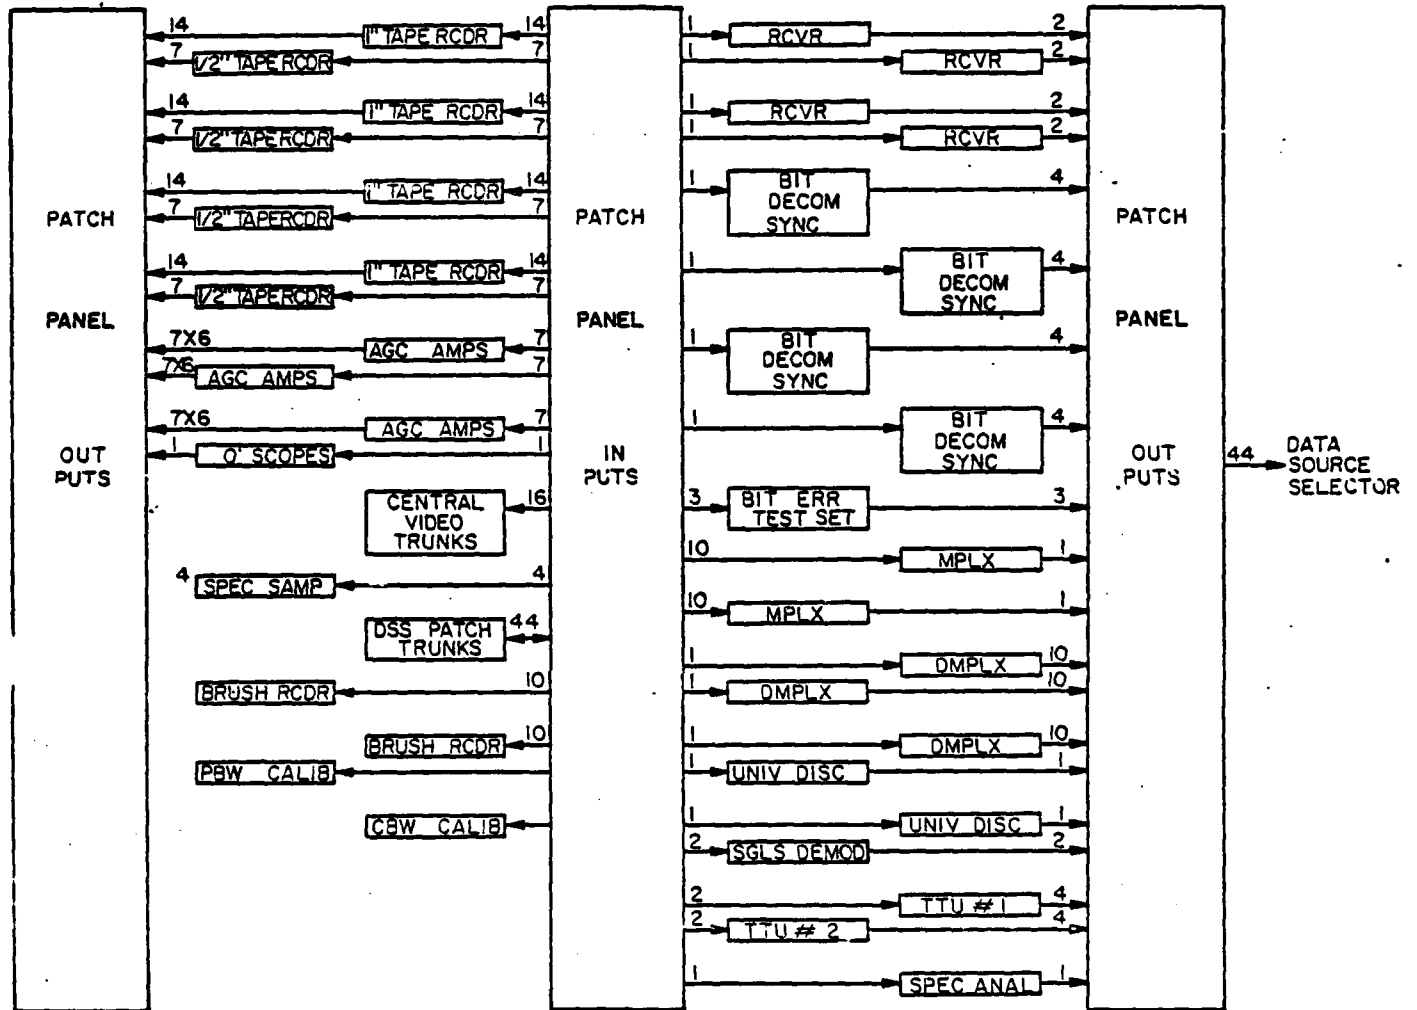 14 1" TAPE RCDR 14
7 1/2" TAPE RCDR 7
14 1" TAPE RCDR 14
7 1/2" TAPE RCDR 7
14 1" TAPE RCDR 14
7 1/2" TAPE RCDR 7
14 1" TAPE RCDR 14
7 1/2" TAPE RCDR 7
7X6 AGC AMPS 7
7X6 AGC AMPS 7
7X6 AGC AMPS 7
1 O'SCOPES 1
CENTRAL 16
VIDEO
TRUNKS
4 SPEC SAMP 4
DSS PATCH 44
TRUNKS
BRUSH RCDR 10
BRUSH RCDR 10
PBW CALIB
CBW CALIB
PATCH
PANEL
OUT
PUTS
PATCH
PANEL
IN
PUTS
1 RCVR 2
1 RCVR 2
1 RCVR 2
1 RCVR 2
1 BIT 4
DECOM
SYNC
1 BIT 4
DECOM
SYNC
1 BIT 4
DECOM
SYNC
1 BIT 4
DECOM
SYNC
3 BIT ERR 3
TEST SET
10 MPLX 1
10 MPLX 1
1 DMPLX 10
1 DMPLX 10
1 DMPLX 10
1 UNIV DISC 1
1 UNIV DISC 1
2 SGLS DEMOD 2
2 TTU # 1 4
2 TTU # 2 4
1 SPEC ANAL 1
PATCH
PANEL
OUT
PUTS
44 DATA
SOURCE
SELECTOR